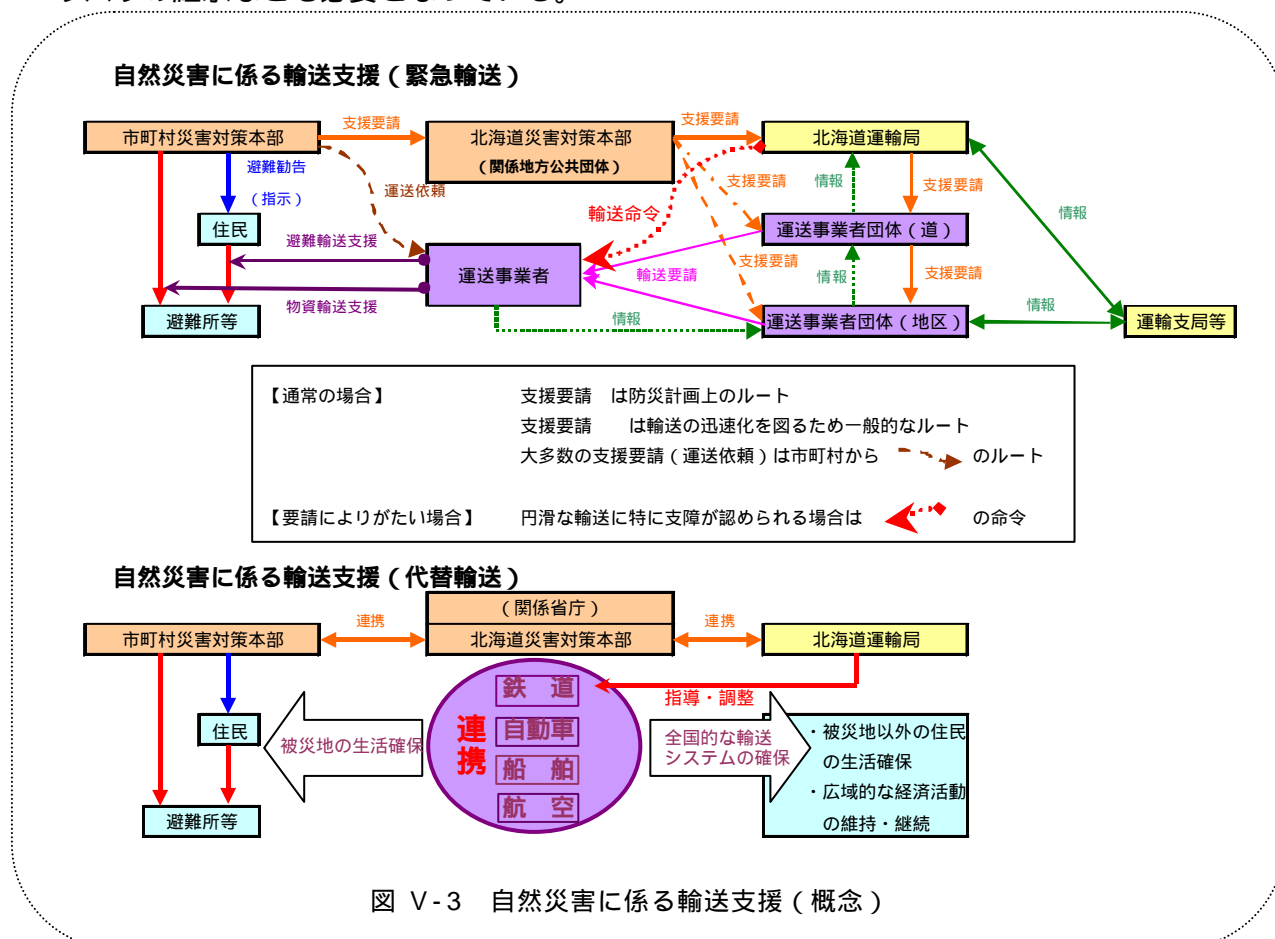 自然災害に係る輸送支援（緊急輸送）
市町村災害対策本部
支援要請
北海道災害対策本部
（関係地方公共団体）
支援要請
北海道運輸局
避難勧告
（指示）
運送依頼
支援要請
情報
支援要請
情報
住民
輸送命令
運送事業者団体（道）
避難輸送支援
運送事業者
輸送要請
支援要請
情報
支援要請
物資輸送支援
避難所等
情報
運送事業者団体（地区）
情報
運輸支局等
【通常の場合】 支援要請 は防災計画上のルート
支援要請 は輸送の迅速化を図るため一般的なルート
大多数の支援要請（運送依頼）は市町村から のルート
【要請によりがたい場合】 円滑な輸送に特に支障が認められる場合は の命令
自然災害に係る輸送支援（代替輸送）
（関係省庁）
市町村災害対策本部
連携
北海道災害対策本部
連携
北海道運輸局
指導・調整
住民
避難所等
被災地の生活確保
連携
鉄 道
自動車
船 舶
航 空
全国的な輸送
システムの確保
・被災地以外の住民
の生活確保
・広域的な経済活動
の維持・継続
図 Ⅴ-3 自然災害に係る輸送支援（概念）